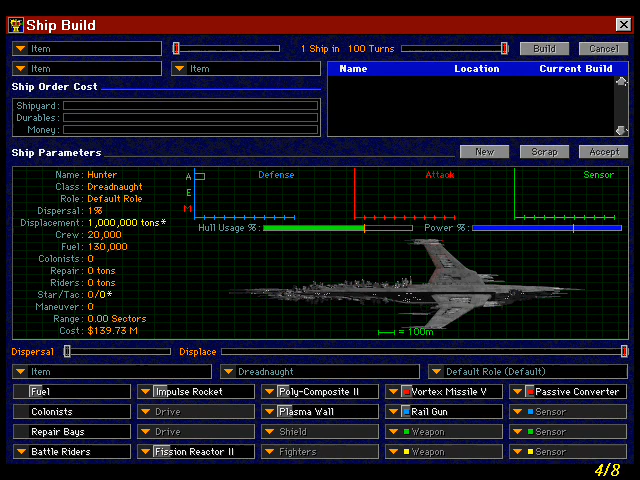 Ship Build
Item
1 Ship in 100 Turns
Build
Cancel
Item
Item
Name Location Current Build
Ship Order Cost
Shipyard:
Durables:
Money:
Ship Parameters
New
Scrap
Accept
Name: Hunter
Class: Dreadnaught
Role: Default Role
Dispersal: 1%
Displacement: 1,000,000 tons*
Crew: 20,000
Fuel: 130,000
Colonists: 0
Repair: 0 tons
Riders: 0 tons
Star/Tac: 0/0*
Maneuver: 0
Range: 0.00 Sectors
Cost: $139.73 M
A
E
M
Defense
Attack
Sensor
Hull Usage %:
Power %:
= 100m
Dispersal
Displace
Item
Dreadnaught
Default Role (Default)
Fuel
Impulse Rocket
Poly-Composite II
Vortex Missile V
Passive Converter
Colonists
Drive
Plasma Wall
Rail Gun
Sensor
Repair Bays
Drive
Shield
Weapon
Sensor
Battle Riders
Fission Reactor II
Fighters
Weapon
Sensor
4/8